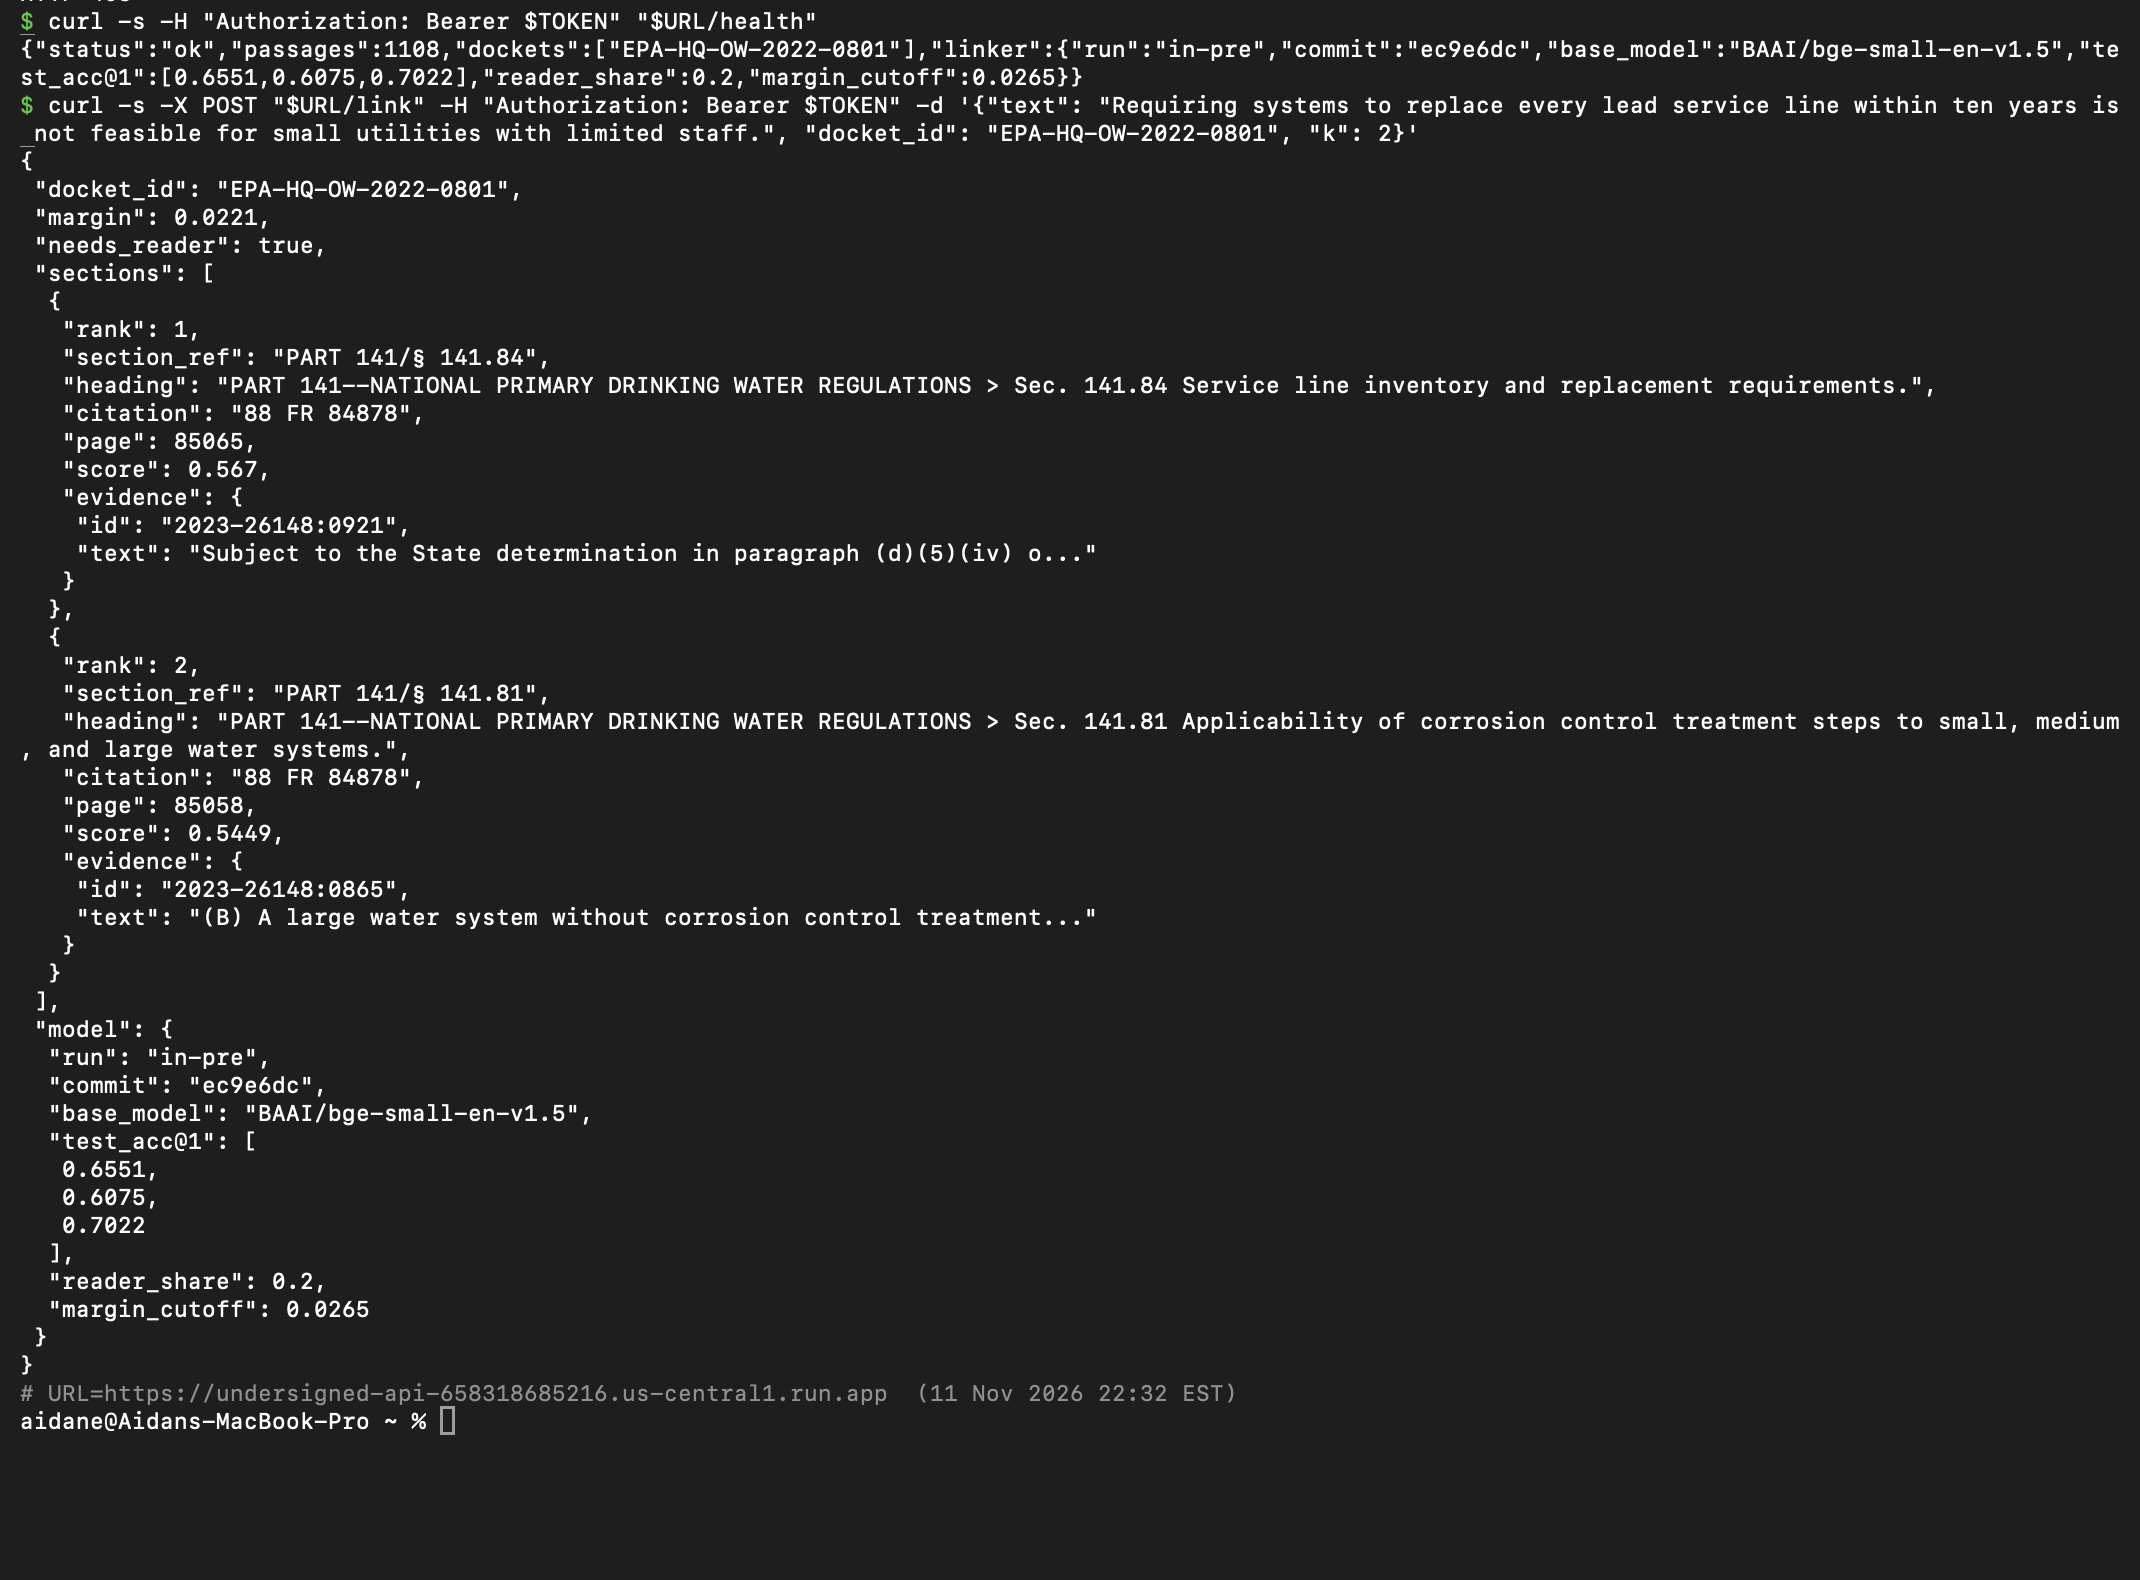 $ curl -s -H "Authorization: Bearer $TOKEN" "$URL/health"
{"status":"ok","passages":1108,"dockets":["EPA-HQ-OW-2022-0801"],"linker":{"run":"in-pre","commit":"ec9e6dc","base_model":"BAAI/bge-small-en-v1.5","te
st_acc@1":[0.6551,0.6075,0.7022],"reader_share":0.2,"margin_cutoff":0.0265}}
$ curl -s -X POST "$URL/link" -H "Authorization: Bearer $TOKEN" -d '{"text": "Requiring systems to replace every lead service line within ten years is
 not feasible for small utilities with limited staff.", "docket_id": "EPA-HQ-OW-2022-0801", "k": 2}'
{
 "docket_id": "EPA-HQ-OW-2022-0801",
 "margin": 0.0221,
 "needs_reader": true,
 "sections": [
  {
   "rank": 1,
   "section_ref": "PART 141/§ 141.84",
   "heading": "PART 141--NATIONAL PRIMARY DRINKING WATER REGULATIONS > Sec. 141.84 Service line inventory and replacement requirements.",
   "citation": "88 FR 84878",
   "page": 85065,
   "score": 0.567,
   "evidence": {
    "id": "2023-26148:0921",
    "text": "Subject to the State determination in paragraph (d)(5)(iv) o..."
   }
  },
  {
   "rank": 2,
   "section_ref": "PART 141/§ 141.81",
   "heading": "PART 141--NATIONAL PRIMARY DRINKING WATER REGULATIONS > Sec. 141.81 Applicability of corrosion control treatment steps to small, medium
, and large water systems.",
   "citation": "88 FR 84878",
   "page": 85058,
   "score": 0.5449,
   "evidence": {
    "id": "2023-26148:0865",
    "text": "(B) A large water system without corrosion control treatment..."
   }
  }
 ],
 "model": {
  "run": "in-pre",
  "commit": "ec9e6dc",
  "base_model": "BAAI/bge-small-en-v1.5",
  "test_acc@1": [
   0.6551,
   0.6075,
   0.7022
  ],
  "reader_share": 0.2,
  "margin_cutoff": 0.0265
 }
}
# URL=https://undersigned-api-658318685216.us-central1.run.app  (11 Nov 2026 22:32 EST)
aidane@Aidans-MacBook-Pro ~ %